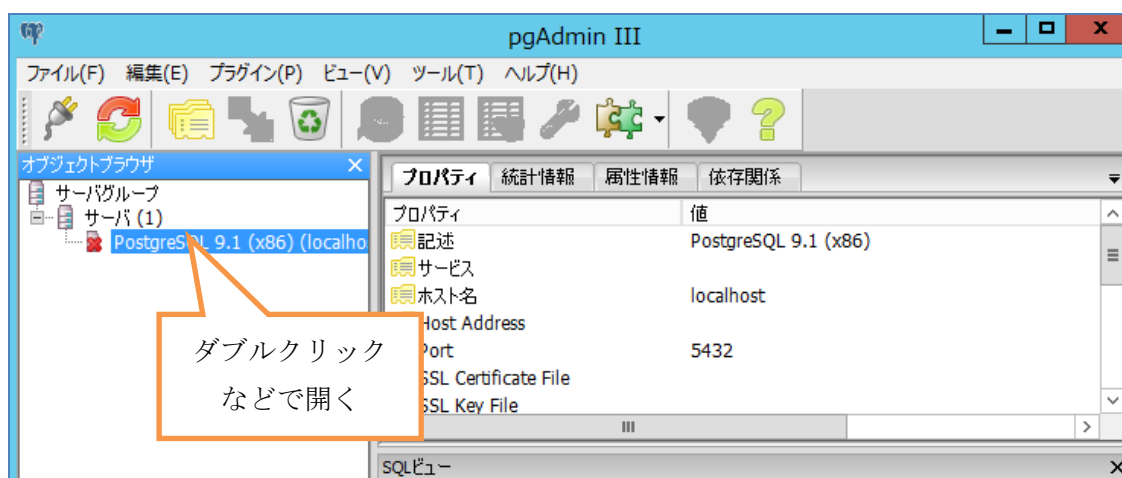 pgAdmin III
ファイル(F) 編集(E) プラグイン(P) ビュー(V) ツール(T) ヘルプ(H)
オブジェクトブラウザ
サーバグループ
サーバ (1)
PostgreSQL 9.1 (x86) (localho
ダブルクリック
などで開く
プロパティ 統計情報 属性情報 依存関係
プロパティ 値
記述 PostgreSQL 9.1 (x86)
サービス
ホスト名 localhost
Host Address
Port 5432
SSL Certificate File
SSL Key File
SQLビュー